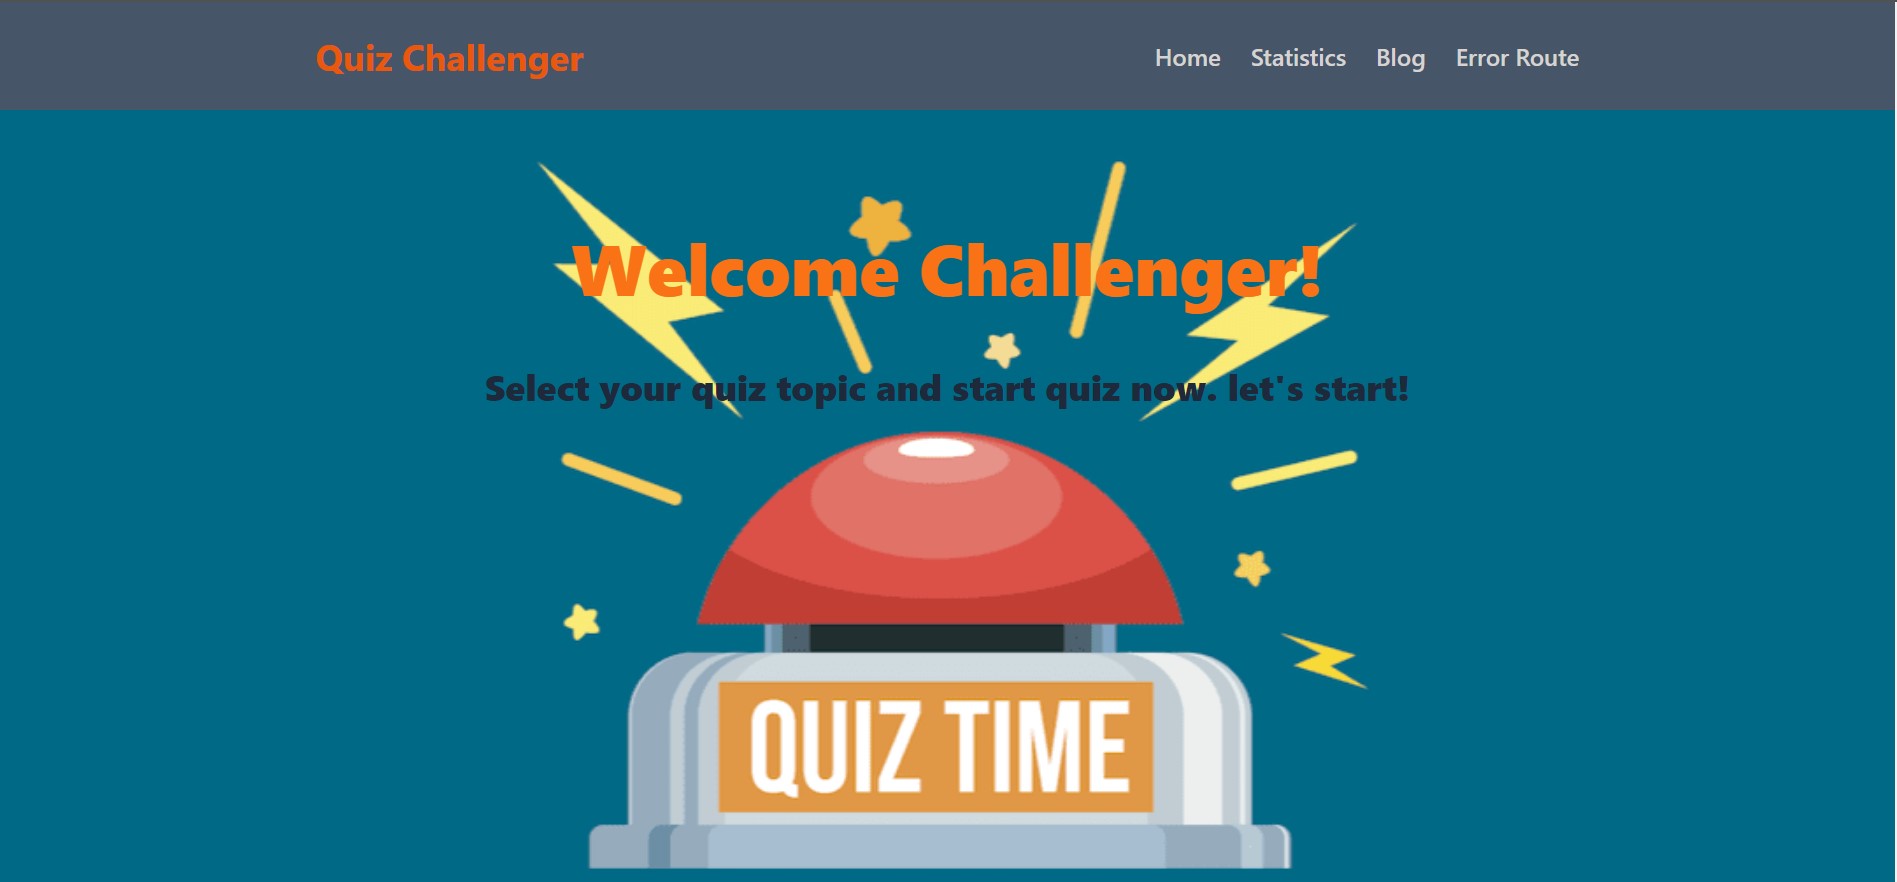 Quiz Challenger
Home Statistics Blog Error Route
Welcome Challenger!
Select your quiz topic and start quiz now. let's start!
QUIZ TIME